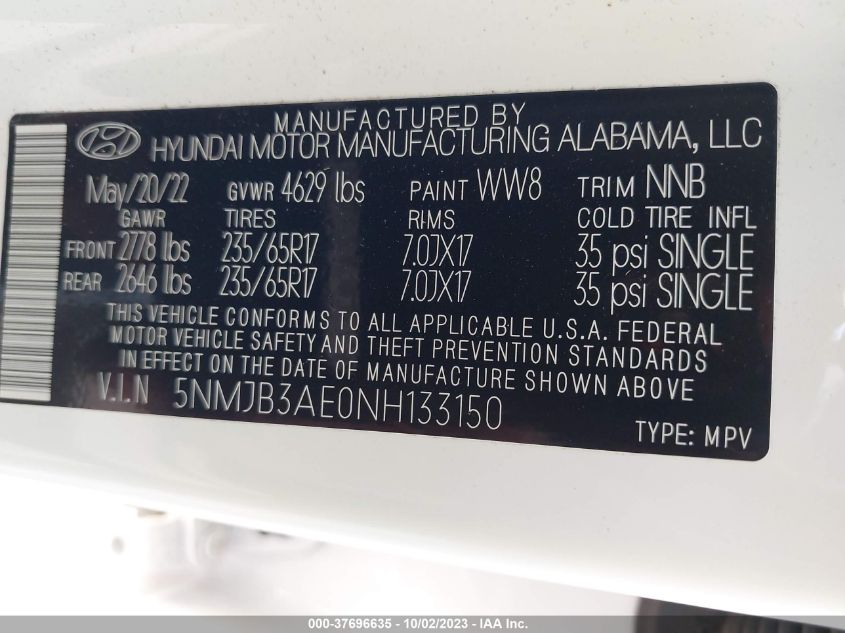 MANUFACTURED BY
HYUNDAI MOTOR MANUFACTURING ALABAMA, LLC
May/20/22 GVWR 4629 lbs PAINT WW8 TRIM NNB
GAWR TIRES RIMS COLD TIRE INFL
FRONT 2778 lbs 235/65R17 7.0JX17 35 psi SINGLE
REAR 2646 lbs 235/65R17 7.0JX17 35 psi SINGLE
THIS VEHICLE CONFORMS TO ALL APPLICABLE U.S.A. FEDERAL
MOTOR VEHICLE SAFETY AND THEFT PREVENTION STANDARDS
IN EFFECT ON THE DATE OF MANUFACTURE SHOWN ABOVE.
V.I.N 5NMJB3AE0NH133150
TYPE: MPV
000-37696635 - 10/02/2023 - IAA Inc.